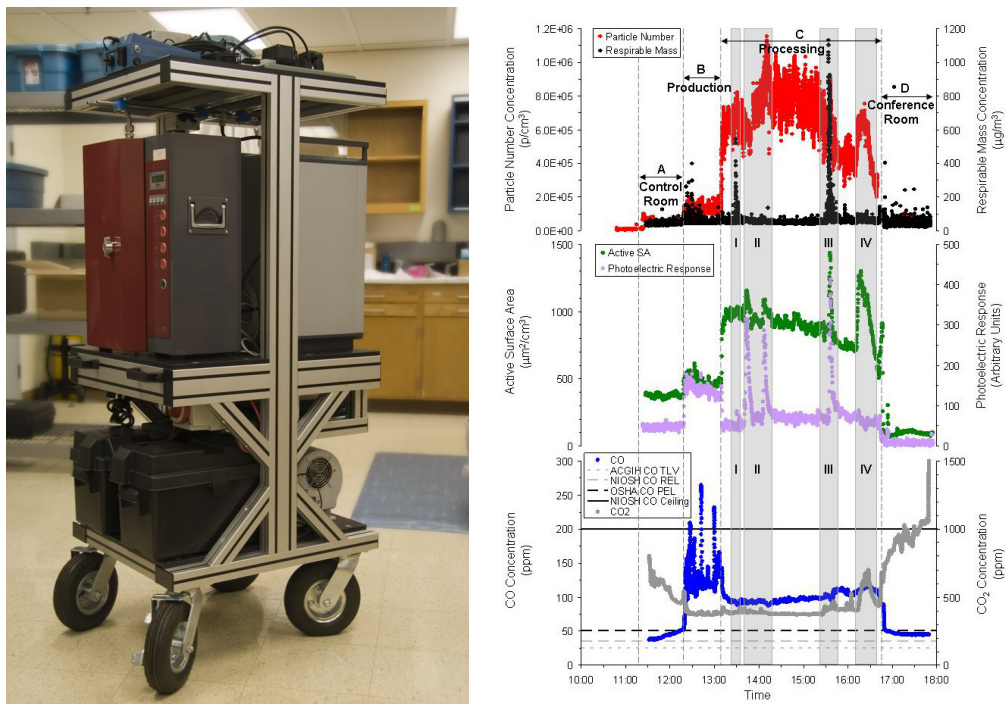 Particle Number
Respirable Mass
C
Processing
B
Production
D
Conference
Room
A
Control
Room
Particle Number Concentration
(p/cm³)
1.2E+06
1.0E+06
8.0E+05
6.0E+05
4.0E+05
2.0E+05
0.0E+00
1200
1000
800
600
400
200
0
Respirable Mass Concentration
(µg/m³)
Active SA
Photoelectric Response
I II III IV
Active Surface Area
(µm²/cm³)
1500
1000
500
0
500
400
300
200
100
0
Photoelectric Response
(Arbitrary Units)
CO
ACGIH CO TLV
NIOSH CO REL
OSHA CO PEL
NIOSH CO Ceiling
CO2
I II III IV
CO Concentration
(ppm)
300
250
200
150
100
50
0
1500
1000
500
0
CO₂ Concentration
(ppm)
10:00 11:00 12:00 13:00 14:00 15:00 16:00 17:00 18:00
Time